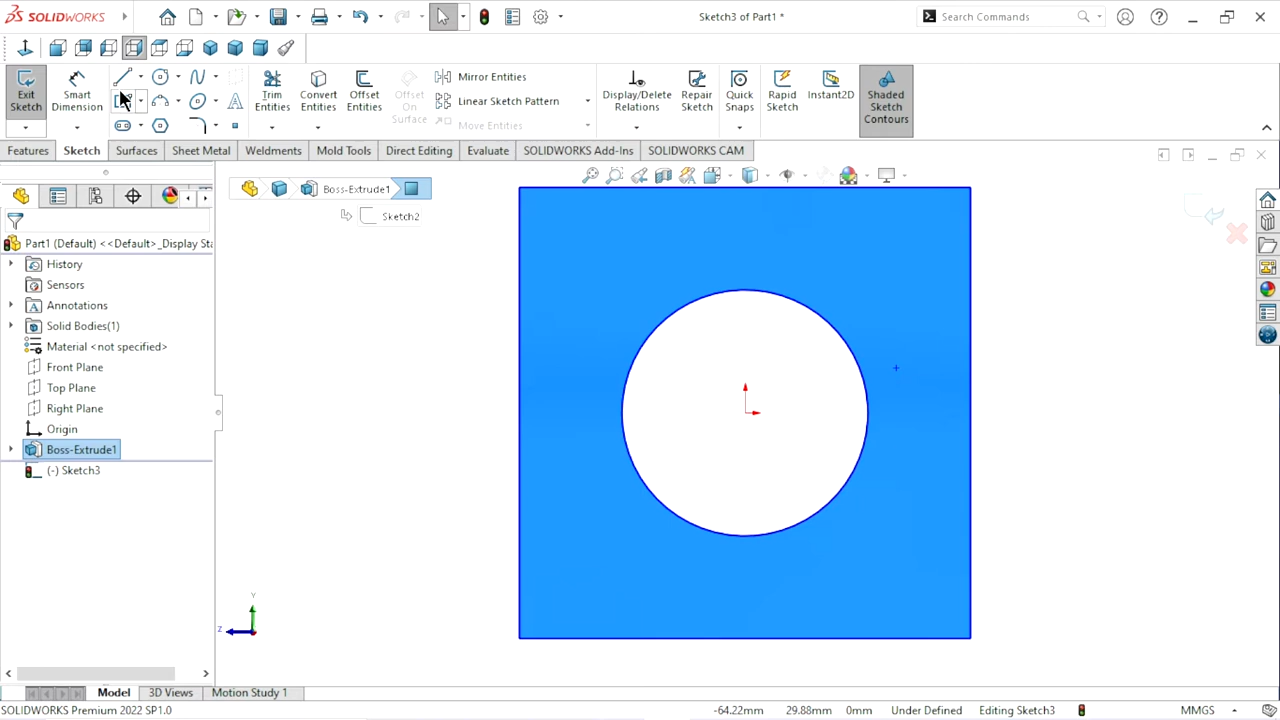 SOLIDWORKS
Sketch3 of Part1 *
Search Commands
Exit Sketch
Smart Dimension
Trim Entities
Convert Entities
Offset Entities
Offset On Surface
Mirror Entities
Linear Sketch Pattern
Move Entities
Display/Delete Relations
Repair Sketch
Quick Snaps
Rapid Sketch
Instant2D
Shaded Sketch Contours
Features
Sketch
Surfaces
Sheet Metal
Weldments
Mold Tools
Direct Editing
Evaluate
SOLIDWORKS Add-Ins
SOLIDWORKS CAM
Boss-Extrude1
Sketch2
Part1 (Default) <<Default>_Display Sta
History
Sensors
Annotations
Solid Bodies(1)
Material <not specified>
Front Plane
Top Plane
Right Plane
Origin
Boss-Extrude1
(-) Sketch3
Y
Z
Model
3D Views
Motion Study 1
SOLIDWORKS Premium 2022 SP1.0
-64.22mm
29.88mm
0mm
Under Defined
Editing Sketch3
MMGS